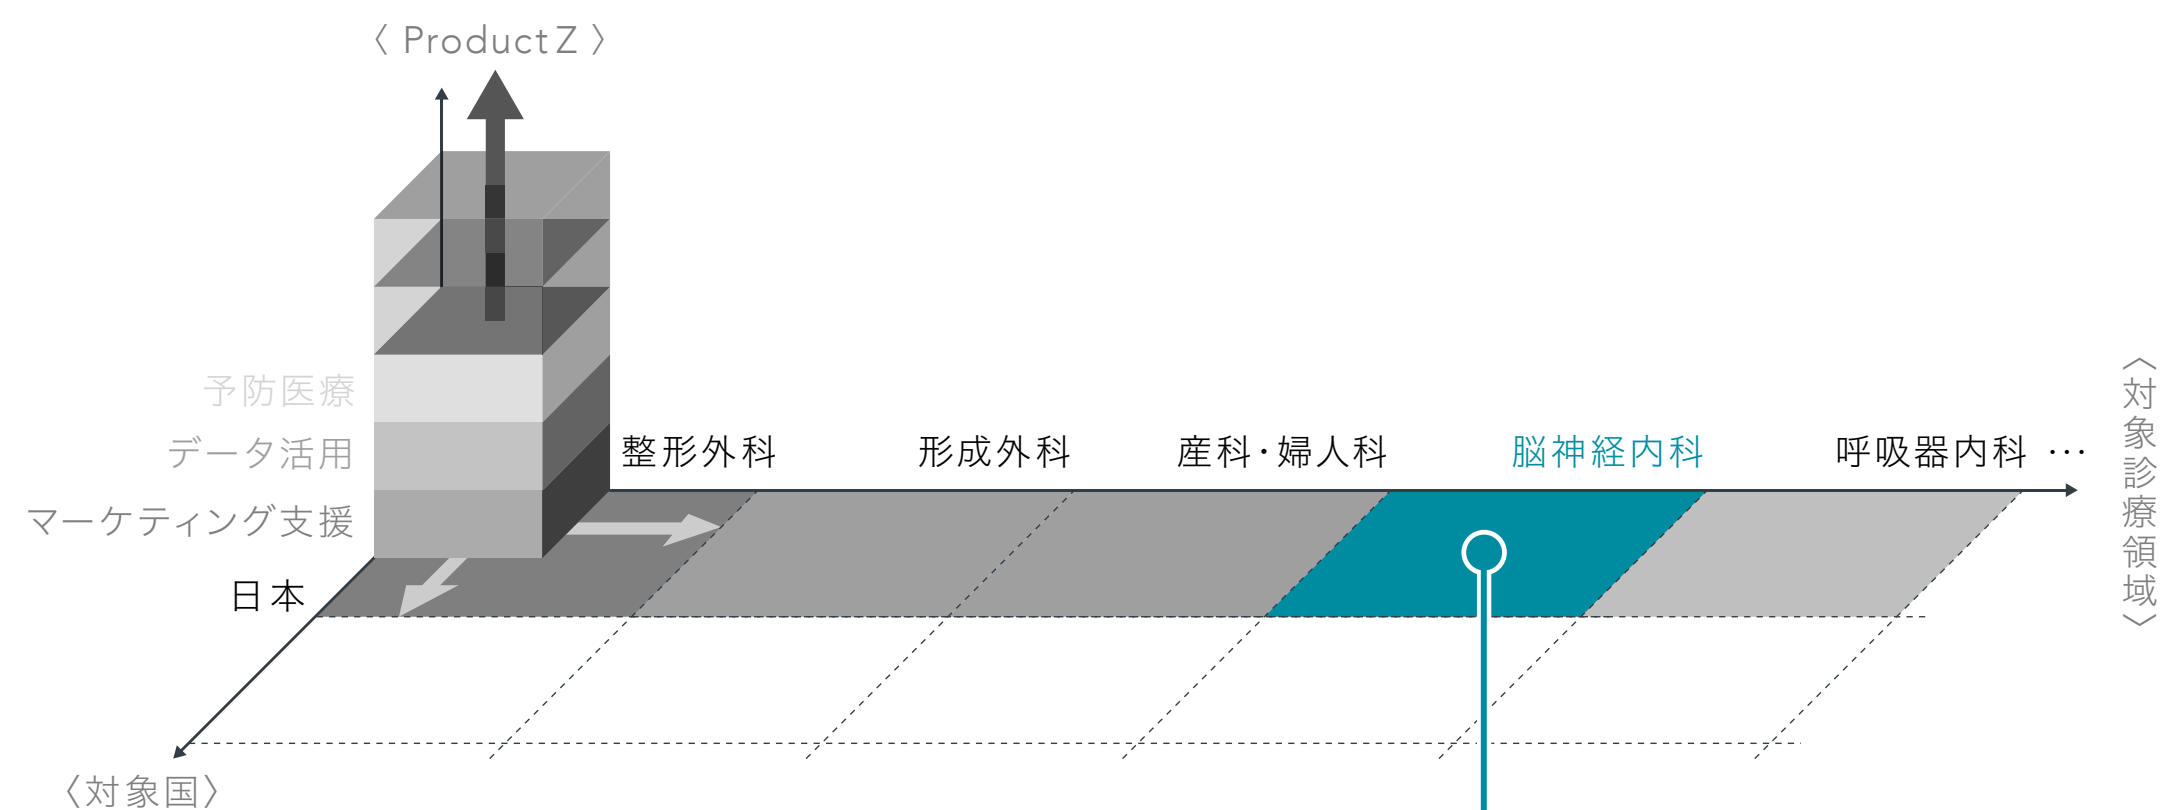 〈 Product Z 〉
予防医療
データ活用
マーケティング支援
日本
整形外科
形成外科
産科・婦人科
脳神経内科
呼吸器内科 …
〈対象診療領域〉
〈対象国〉